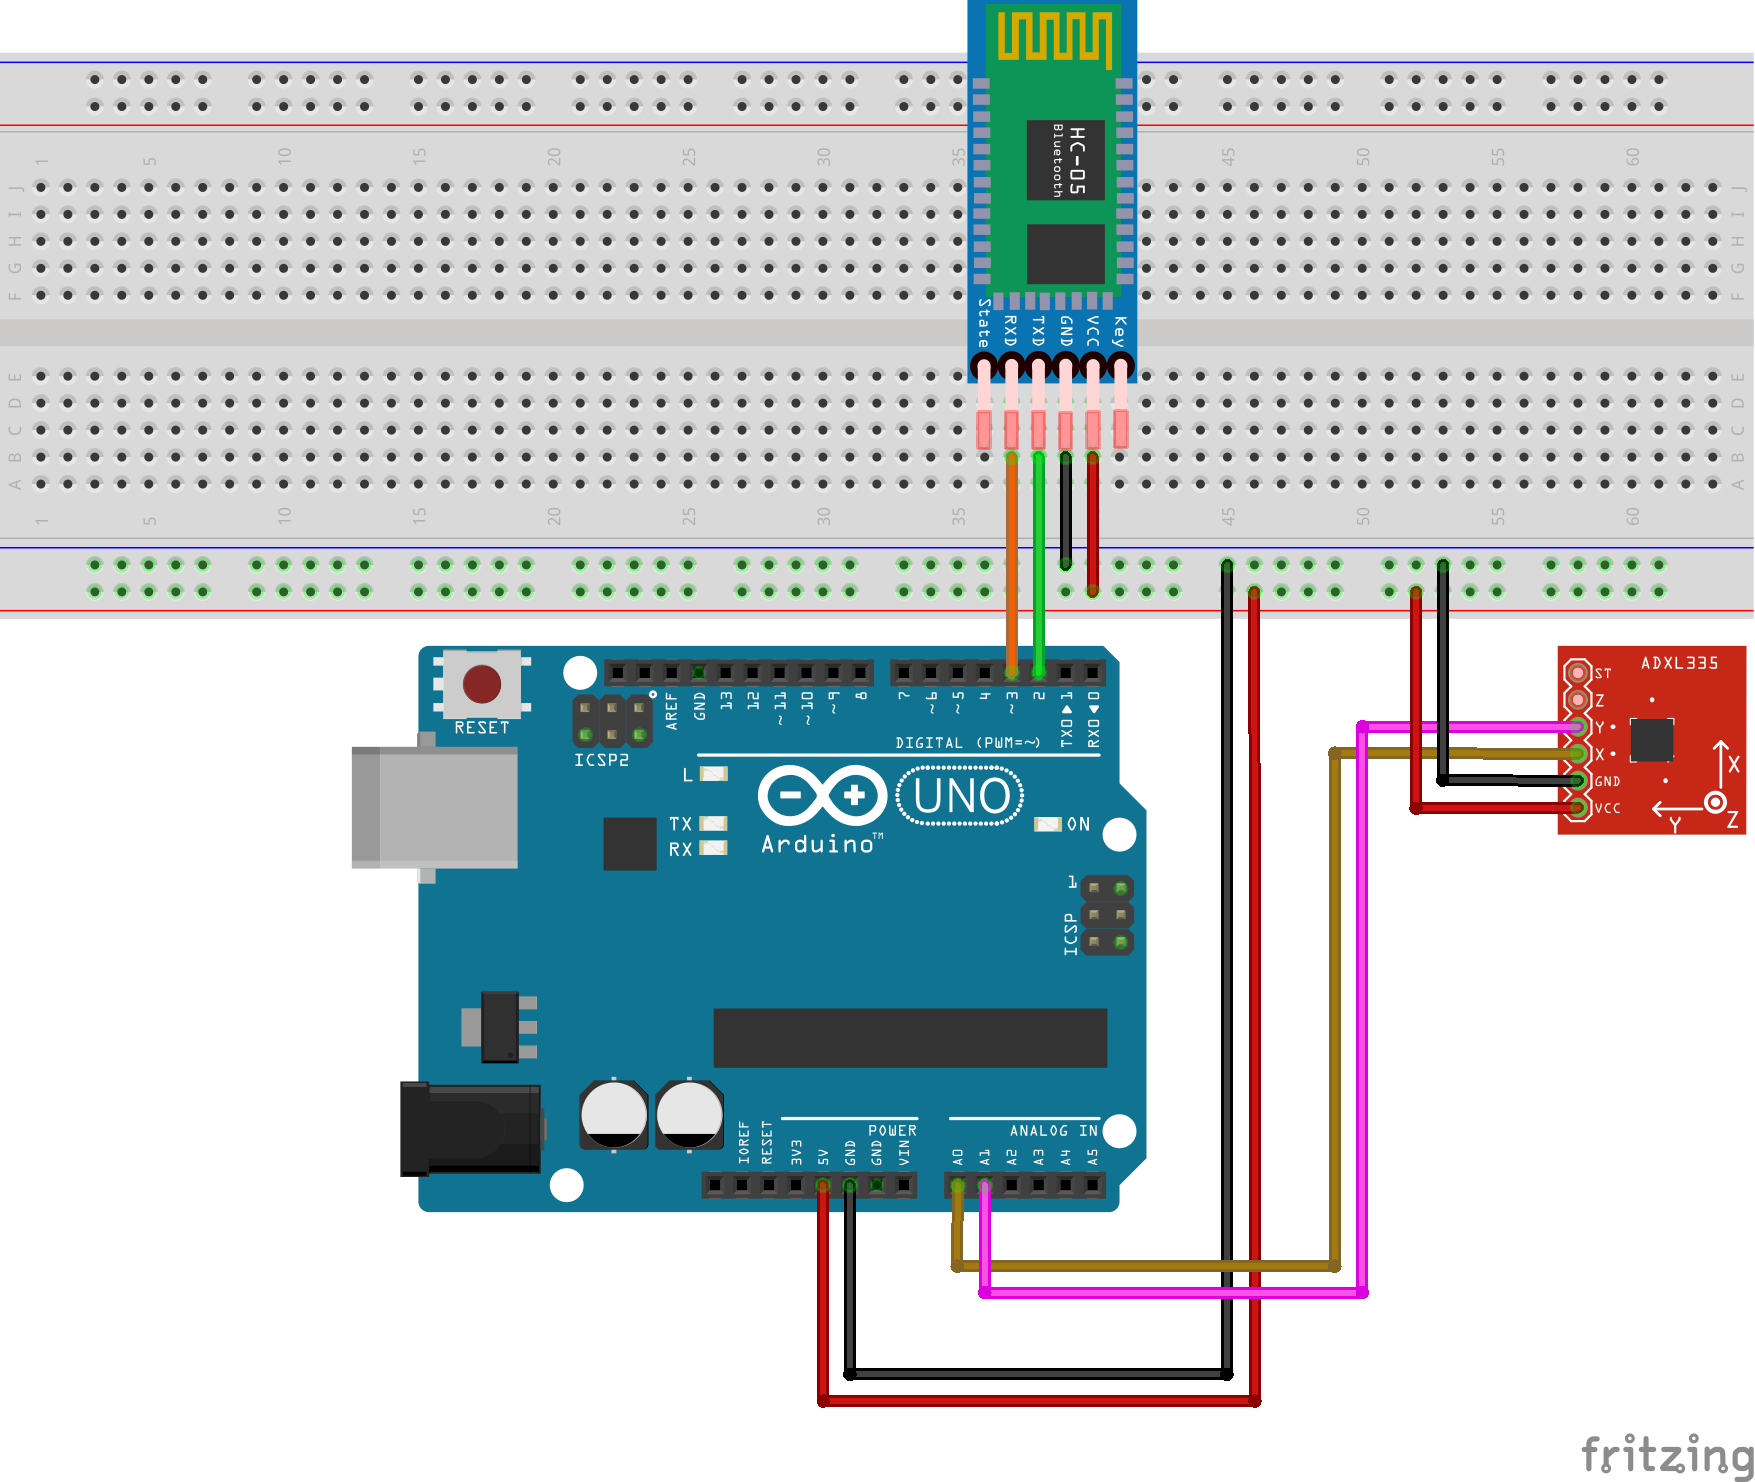 1 5 10 15 20 25 30 35 45 50 55 60
J J
I I
H H
G G
F F
HC-05
Bluetooth
State RXD TXD GND VCC Key
E E
D D
C C
B B
A A
1 5 10 15 20 25 30 35 45 50 55 60
RESET
ICSP2
AREF GND 13 12 ~11 ~10 ~9 8 7 ~6 ~5 4 ~3 2 TX0▶1 RX0◀0
DIGITAL (PWM=~)
L
TX
RX
UNO
Arduino™
ON
1
ICSP
ADXL335
ST
Z
Y
X
GND
VCC
X
Y
Z
POWER
ANALOG IN
IOREF RESET 3V3 5V GND GND VIN A0 A1 A2 A3 A4 A5
fritzing